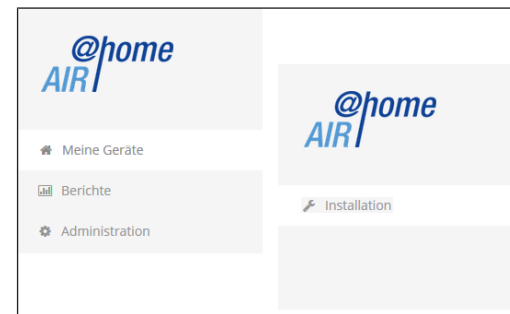 @home
AIR
Meine Geräte
Berichte
Administration
@home
AIR
Installation